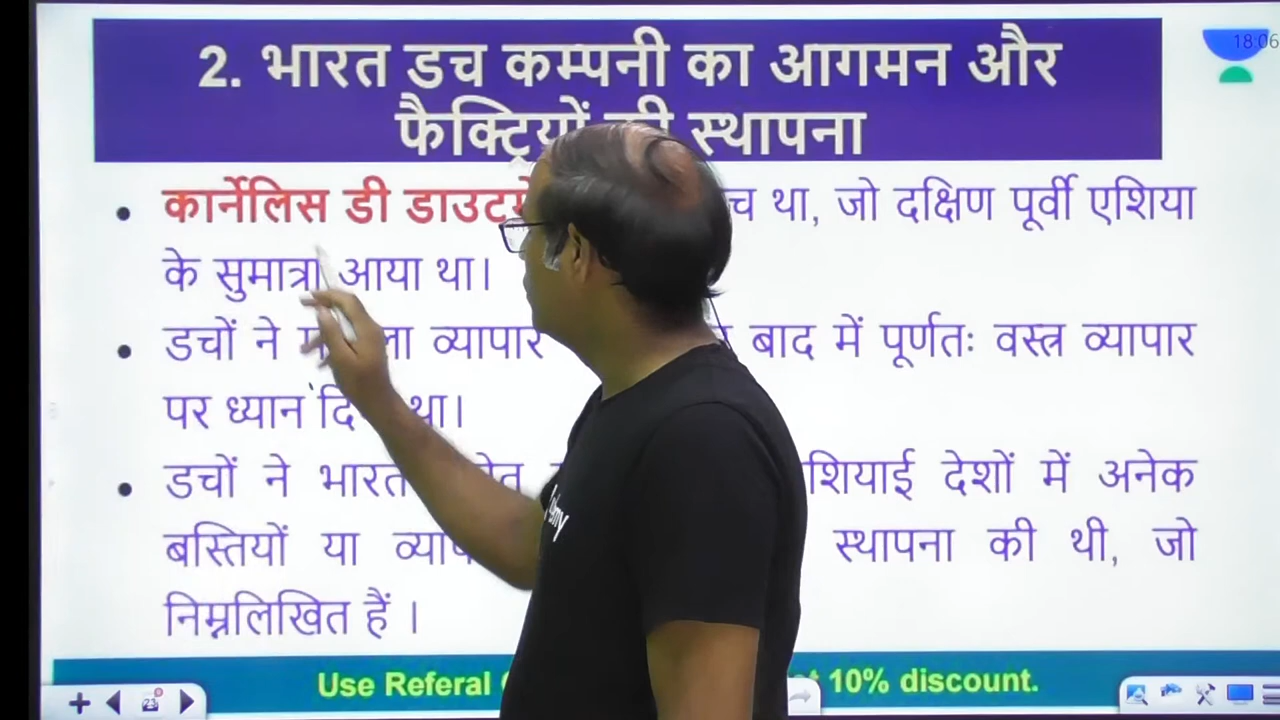 2. भारत डच कम्पनी का आगमन और
फैक्ट्रियों की स्थापना
18:06
कार्नेलिस डी था, जो दक्षिण पूर्वी एशिया
के सुमात्रा आया था।
डचों ने व्यापार बाद में पूर्णतः वस्त्र व्यापार
पर ध्यान था।
डचों ने भारत देशों में अनेक
बस्तियों या स्थापना की थी, जो
निम्नलिखित हैं ।
Use Referal 10% discount.
23